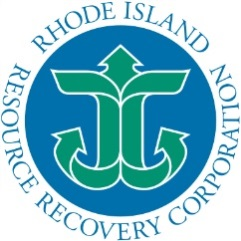 RHODE ISLAND
RESOURCE RECOVERY CORPORATION